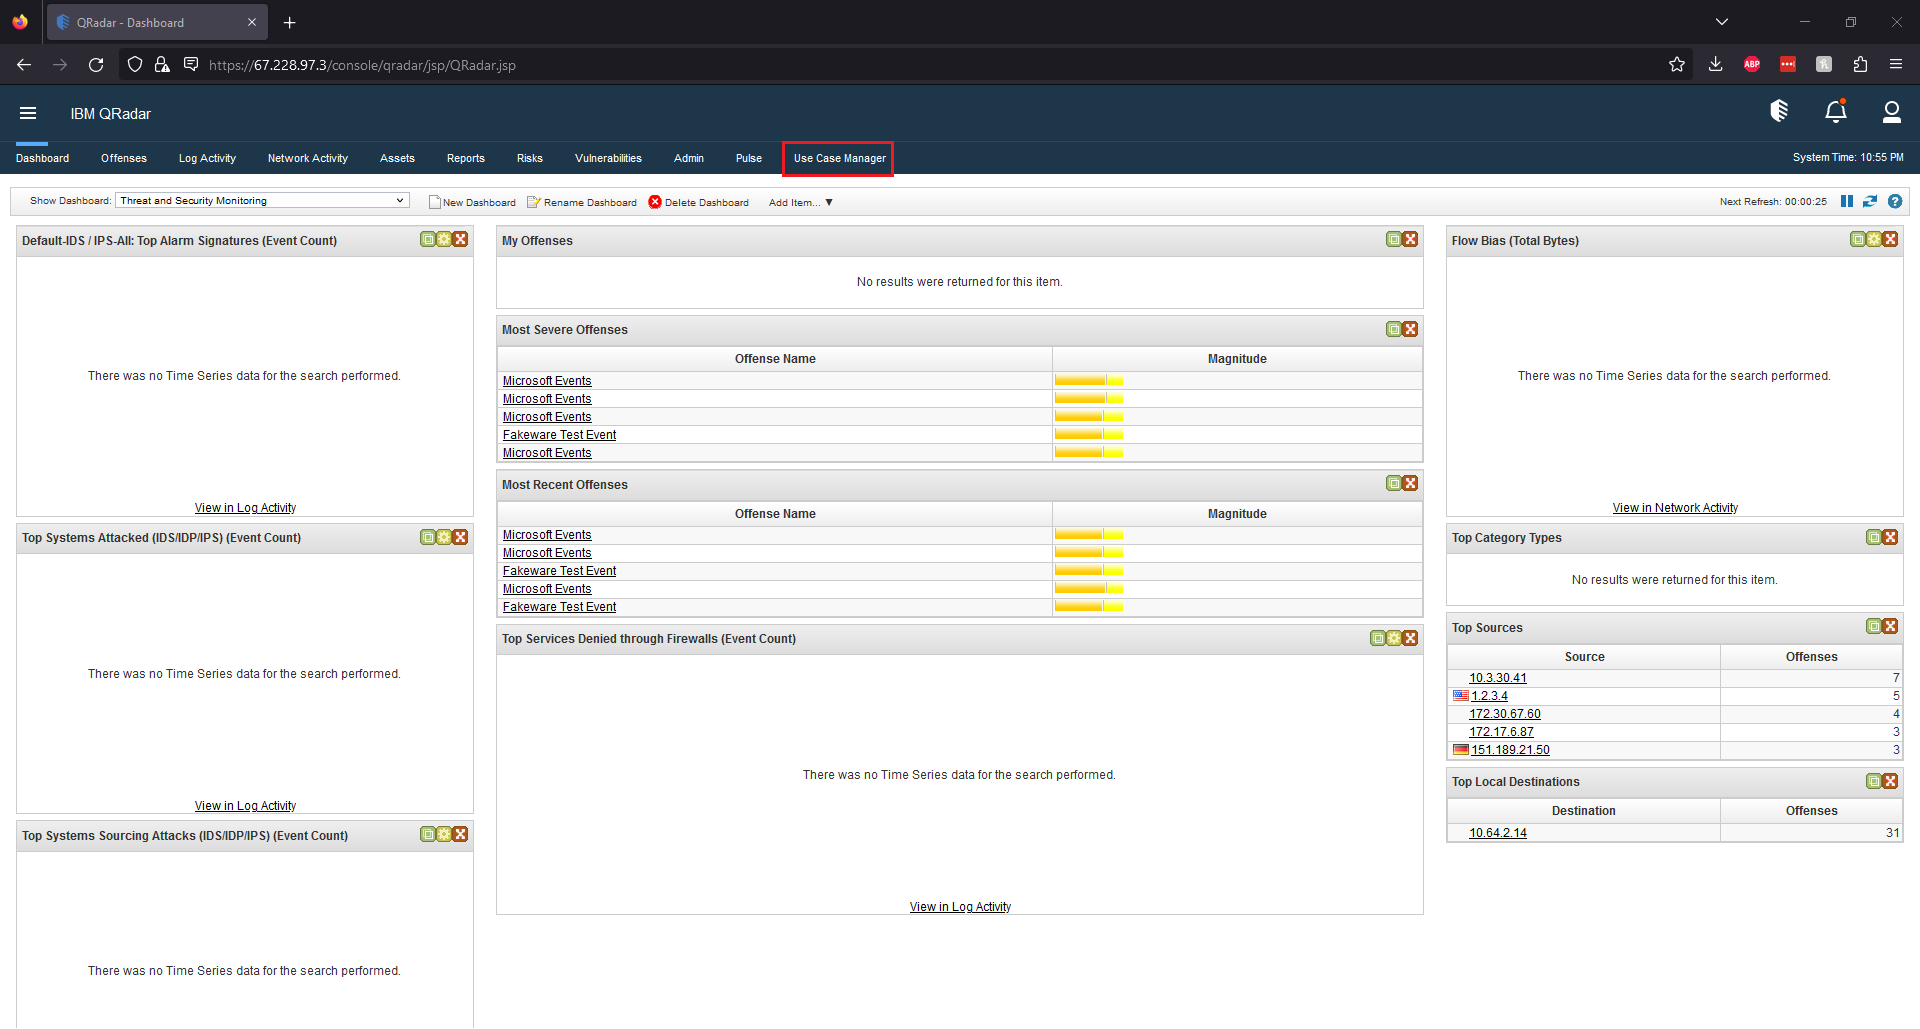 QRadar - Dashboard
https://67.228.97.3/console/qradar/jsp/QRadar.jsp
ABP
IBM QRadar
Dashboard Offenses Log Activity Network Activity Assets Reports Risks Vulnerabilities Admin Pulse Use Case Manager System Time: 10:55 PM
Show Dashboard: Threat and Security Monitoring New Dashboard Rename Dashboard Delete Dashboard Add Item... Next Refresh: 00:00:25
Default-IDS / IPS-All: Top Alarm Signatures (Event Count)
There was no Time Series data for the search performed.
View in Log Activity
Top Systems Attacked (IDS/IDP/IPS) (Event Count)
There was no Time Series data for the search performed.
View in Log Activity
Top Systems Sourcing Attacks (IDS/IDP/IPS) (Event Count)
There was no Time Series data for the search performed.
My Offenses
No results were returned for this item.
Most Severe Offenses
Offense Name Magnitude
Microsoft Events
Microsoft Events
Microsoft Events
Fakeware Test Event
Microsoft Events
Most Recent Offenses
Offense Name Magnitude
Microsoft Events
Microsoft Events
Fakeware Test Event
Microsoft Events
Fakeware Test Event
Top Services Denied through Firewalls (Event Count)
There was no Time Series data for the search performed.
View in Log Activity
Flow Bias (Total Bytes)
There was no Time Series data for the search performed.
View in Network Activity
Top Category Types
No results were returned for this item.
Top Sources
Source Offenses
10.3.30.41 7
1.2.3.4 5
172.30.67.60 4
172.17.6.87 3
151.189.21.50 3
Top Local Destinations
Destination Offenses
10.64.2.14 31